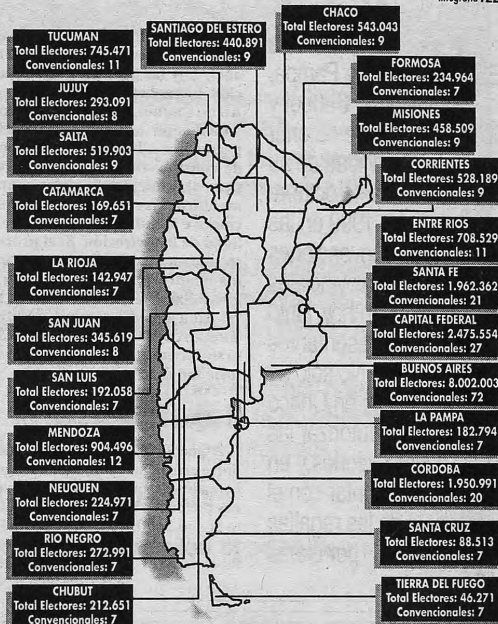 TUCUMAN
Total Electores: 745.471
Convencionales: 11
SANTIAGO DEL ESTERO
Total Electores: 440.891
Convencionales: 9
CHACO
Total Electores: 543.043
Convencionales: 9
JUJUY
Total Electores: 293.091
Convencionales: 8
FORMOSA
Total Electores: 234.964
Convencionales: 7
SALTA
Total Electores: 519.903
Convencionales: 9
MISIONES
Total Electores: 458.509
Convencionales: 9
CATAMARCA
Total Electores: 169.651
Convencionales: 7
CORRIENTES
Total Electores: 528.189
Convencionales: 9
LA RIOJA
Total Electores: 142.947
Convencionales: 7
ENTRE RIOS
Total Electores: 708.529
Convencionales: 11
SAN JUAN
Total Electores: 345.619
Convencionales: 8
SANTA FE
Total Electores: 1.962.362
Convencionales: 21
SAN LUIS
Total Electores: 192.058
Convencionales: 7
CAPITAL FEDERAL
Total Electores: 2.475.554
Convencionales: 27
MENDOZA
Total Electores: 904.496
Convencionales: 12
BUENOS AIRES
Total Electores: 8.002.003
Convencionales: 72
NEUQUEN
Total Electores: 224.971
Convencionales: 7
LA PAMPA
Total Electores: 182.794
Convencionales: 7
RIO NEGRO
Total Electores: 272.991
Convencionales: 7
CORDOBA
Total Electores: 1.950.991
Convencionales: 20
CHUBUT
Total Electores: 212.651
Convencionales: 7
SANTA CRUZ
Total Electores: 88.513
Convencionales: 7
TIERRA DEL FUEGO
Total Electores: 46.271
Convencionales: 7